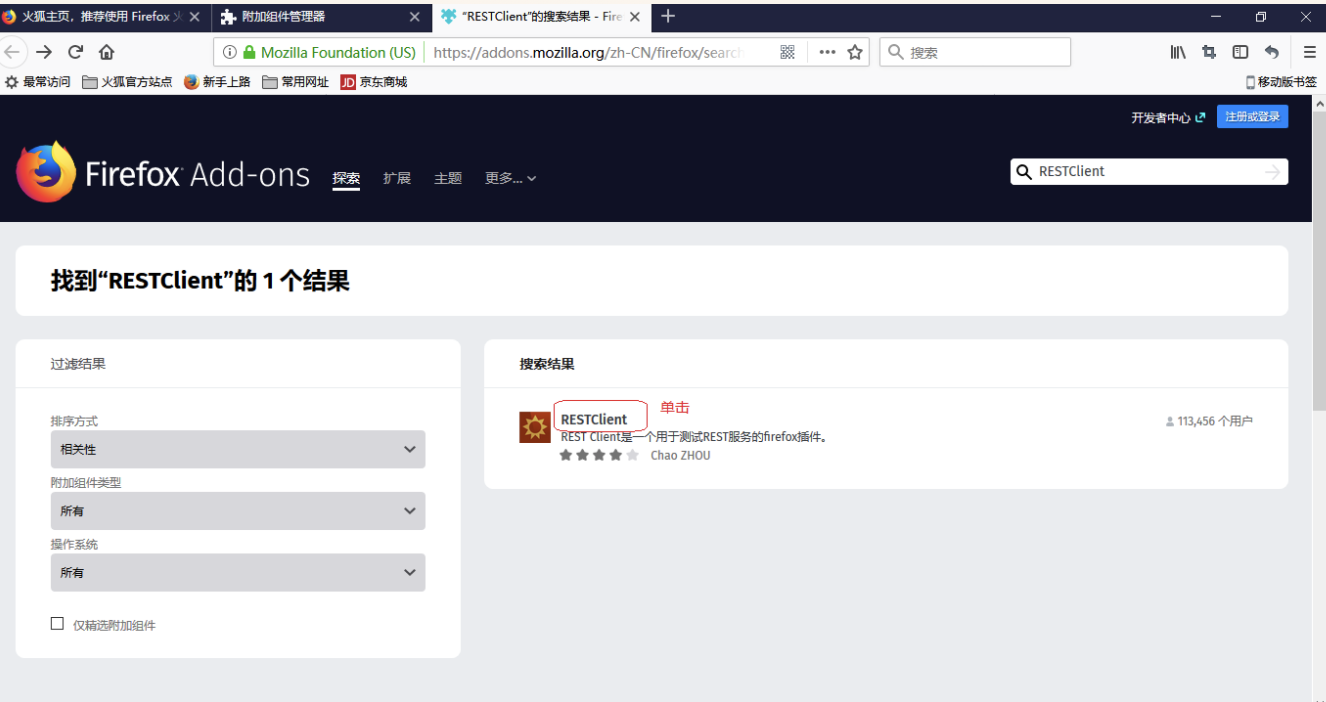 火狐主页，推荐使用 Firefox
附加组件管理器
“RESTClient”的搜索结果 - Fire
Mozilla Foundation (US)
https://addons.mozilla.org/zh-CN/firefox/search
搜索
最常访问
火狐官方站点
新手上路
常用网址
JD 京东商城
移动版书签
开发者中心
注册或登录
Firefox Add-ons
探索
扩展
主题
更多...
RESTClient
找到“RESTClient”的 1 个结果
过滤结果
排序方式
相关性
附加组件类型
所有
操作系统
所有
仅精选附加组件
搜索结果
RESTClient
单击
113,456 个用户
REST Client是一个用于测试REST服务的firefox插件。
Chao ZHOU